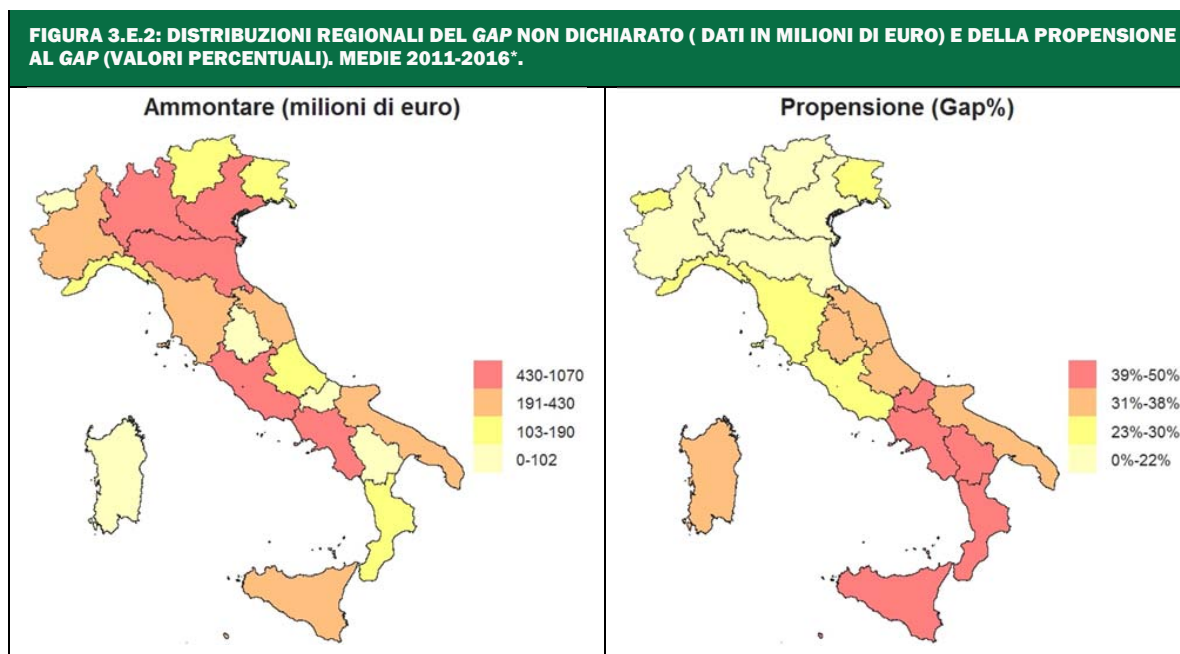 FIGURA 3.E.2: DISTRIBUZIONI REGIONALI DEL GAP NON DICHIARATO ( DATI IN MILIONI DI EURO) E DELLA PROPENSIONE
AL GAP (VALORI PERCENTUALI). MEDIE 2011-2016*.
Ammontare (milioni di euro)
430-1070
191-430
103-190
0-102
Propensione (Gap%)
39%-50%
31%-38%
23%-30%
0%-22%